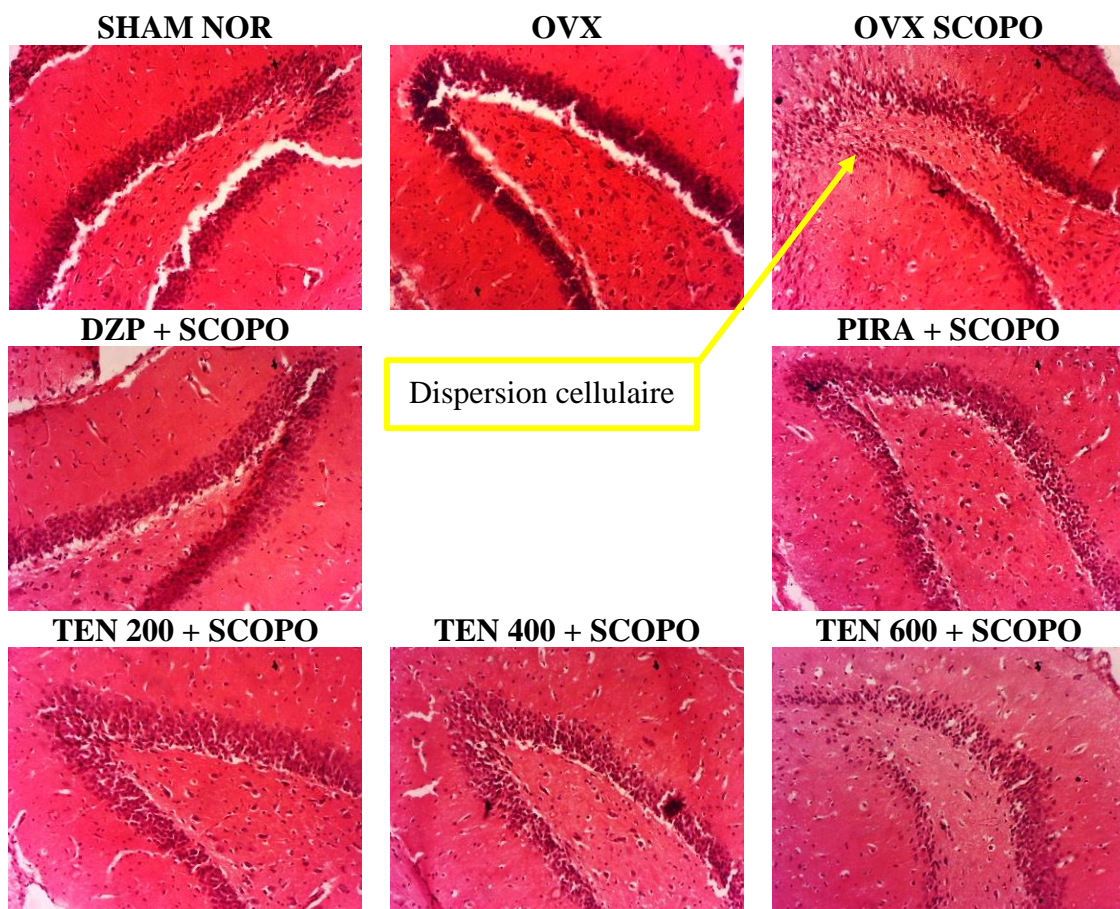 SHAM NOR
OVX
OVX SCOPO
DZP + SCOPO
PIRA + SCOPO
Dispersion cellulaire
TEN 200 + SCOPO
TEN 400 + SCOPO
TEN 600 + SCOPO